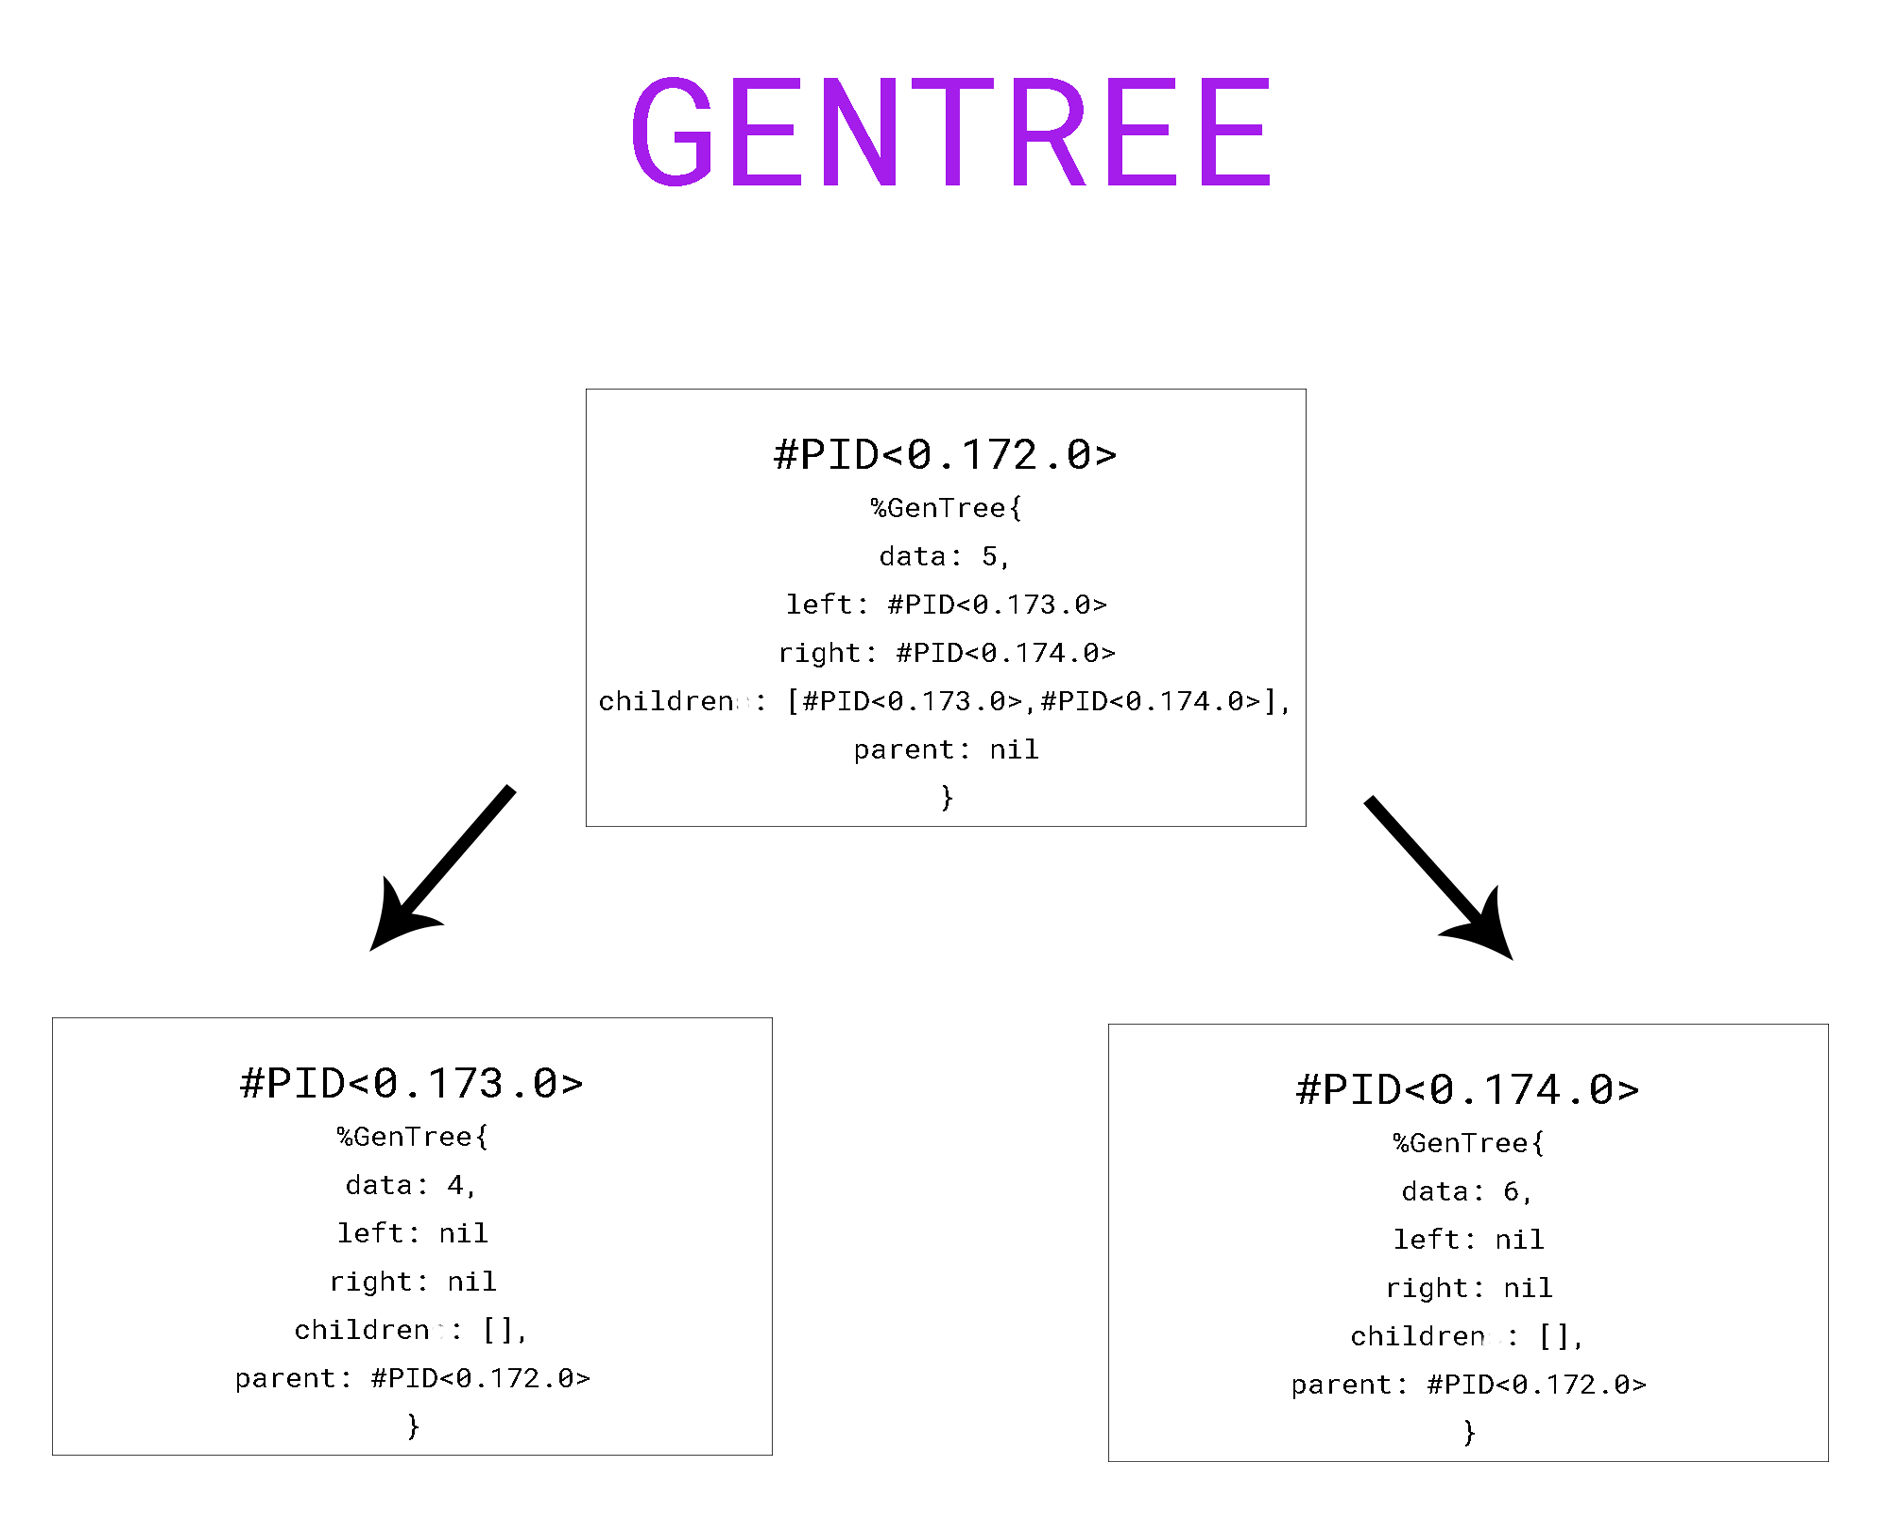 GENTREE
#PID<0.172.0>
%GenTree{
data: 5,
left: #PID<0.173.0>
right: #PID<0.174.0>
children: [#PID<0.173.0>,#PID<0.174.0>],
parent: nil
}
#PID<0.173.0>
%GenTree{
data: 4,
left: nil
right: nil
children : [],
parent: #PID<0.172.0>
}
#PID<0.174.0>
%GenTree{
data: 6,
left: nil
right: nil
children : [],
parent: #PID<0.172.0>
}